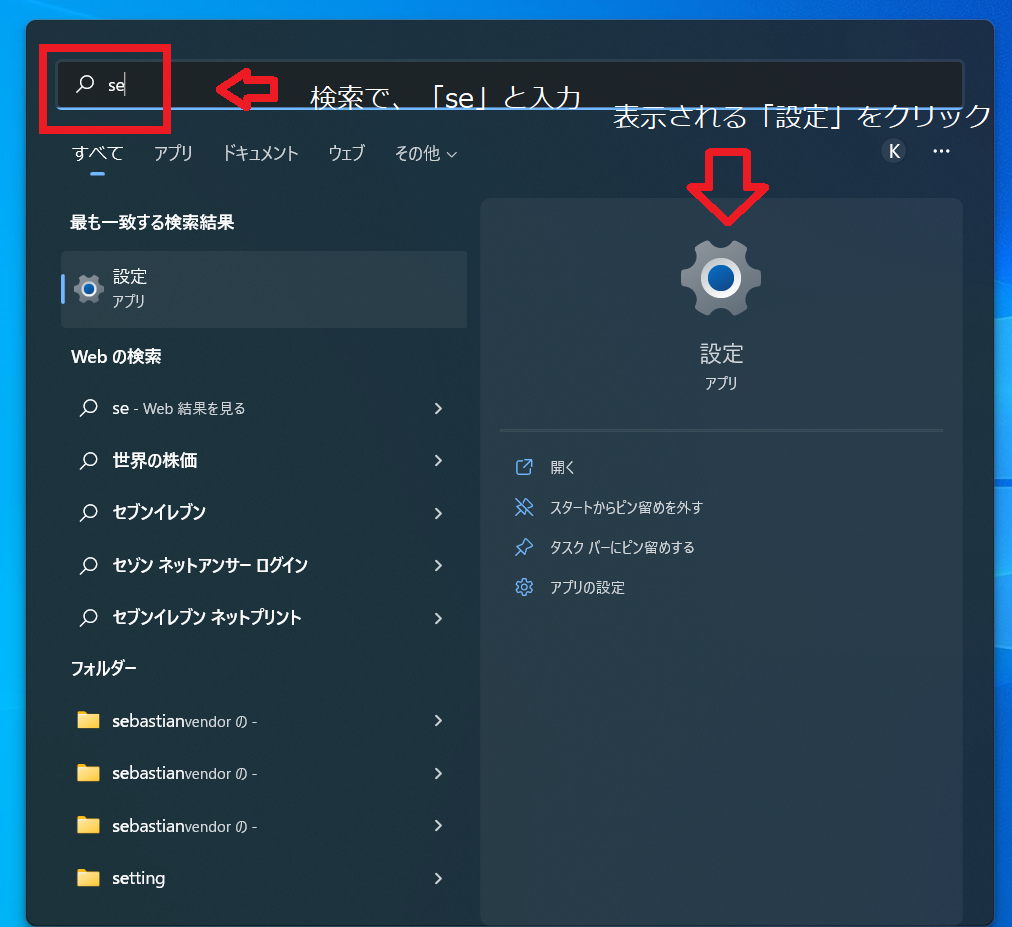 se
検索で、「se」と入力
表示される「設定」をクリック
すべて アプリ ドキュメント ウェブ その他
K ···
最も一致する検索結果
設定
アプリ
Web の検索
se - Web 結果を見る
世界の株価
セブンイレブン
セゾン ネットアンサー ログイン
セブンイレブン ネットプリント
フォルダー
sebastianvendor の -
sebastianvendor の -
sebastianvendor の -
setting
設定
アプリ
開く
スタートからピン留めを外す
タスク バーにピン留めする
アプリの設定